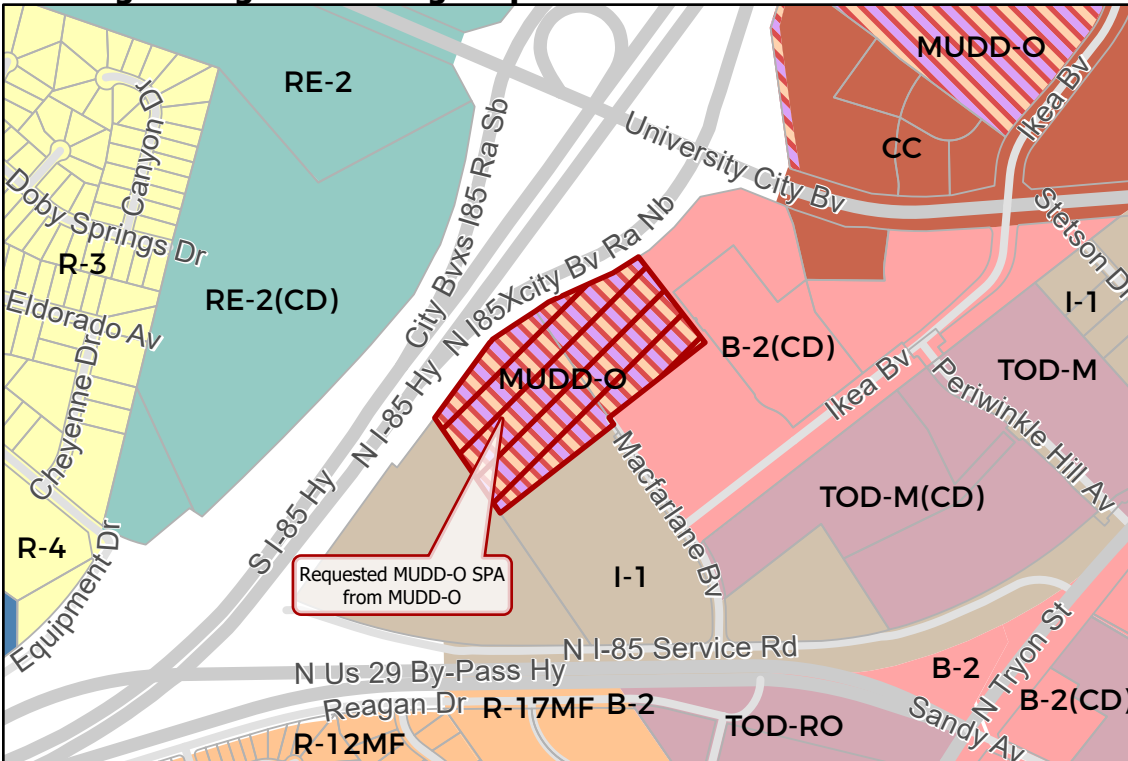 MUDD-O
RE-2
Ikea Bv
Canyon Dr
University City Bv
CC
City Bvxs I85 Ra Sb
Stetson Dr
Doby Springs Dr
N I85Xcity Bv Ra Nb
R-3
RE-2(CD)
I-1
Eldorado Av
B-2(CD)
Ikea Bv
TOD-M
Cheyenne Dr
N I-85 Hy
MUDD-O
Periwinkle Hill Av
Macfarlane Bv
TOD-M(CD)
S I-85 Hy
R-4
Equipment Dr
Requested MUDD-O SPA
from MUDD-O
I-1
N I-85 Service Rd
N Us 29 By-Pass Hy
N Tryon St
B-2
B-2(CD)
Reagan Dr
R-17MF
B-2
TOD-RO
Sandy Av
R-12MF